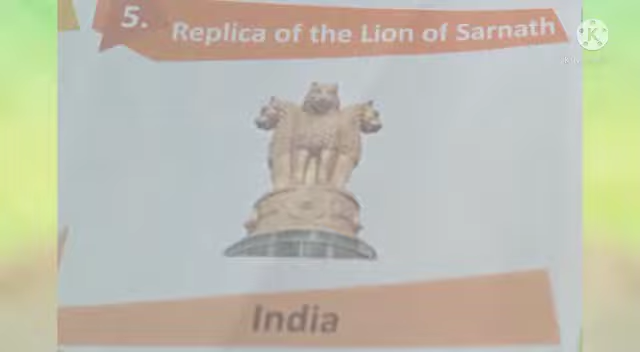 5.
Replica of the Lion of Sarnath
India